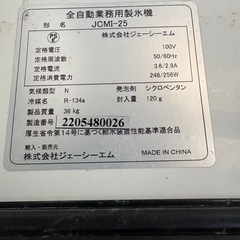 全自動業務用製氷機
形名 JCMI-25
PS E 株式会社ジェーシーエム
定格電圧 100V
定格周波数 50/60Hz
定格電流 3.6/2.9A
定格消費電力 248/256W
気候類型 N 発泡剤 シクロペンタン
冷媒名 R-134a 封入量 120g
製品質量 36kg
製造番号 2205480026
厚生省令第14号に基づく給水装置性能基準適合品
輸入・販売元
株式会社ジェーシーエム MADE IN CHINA